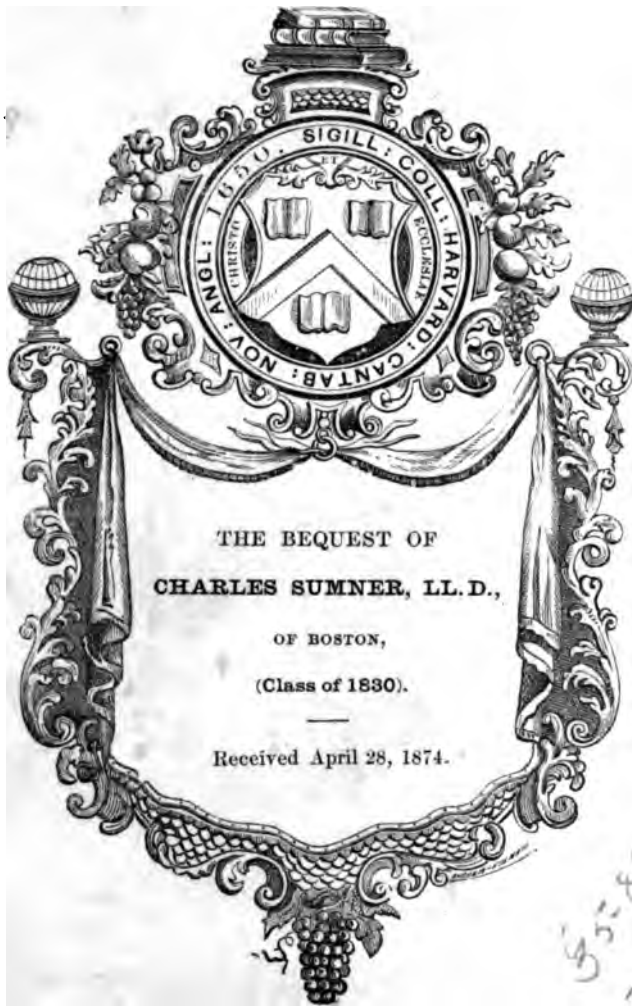 SIGILL: COLL: HARVARD: CANTAB: NOV: ANGL: 1650.
ET
CHRISTO
ECCLESIAE
THE BEQUEST OF
CHARLES SUMNER, LL.D.,
OF BOSTON,
(Class of 1830).
Received April 28, 1874.